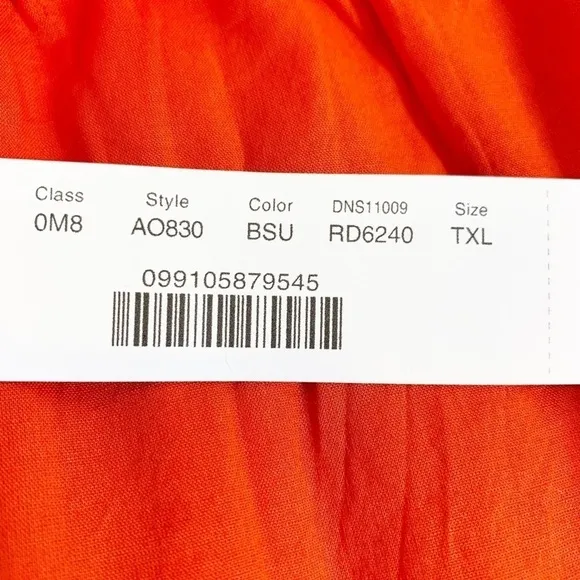 Class Style Color DNS11009 Size
0M8 AO830 BSU RD6240 TXL
099105879545